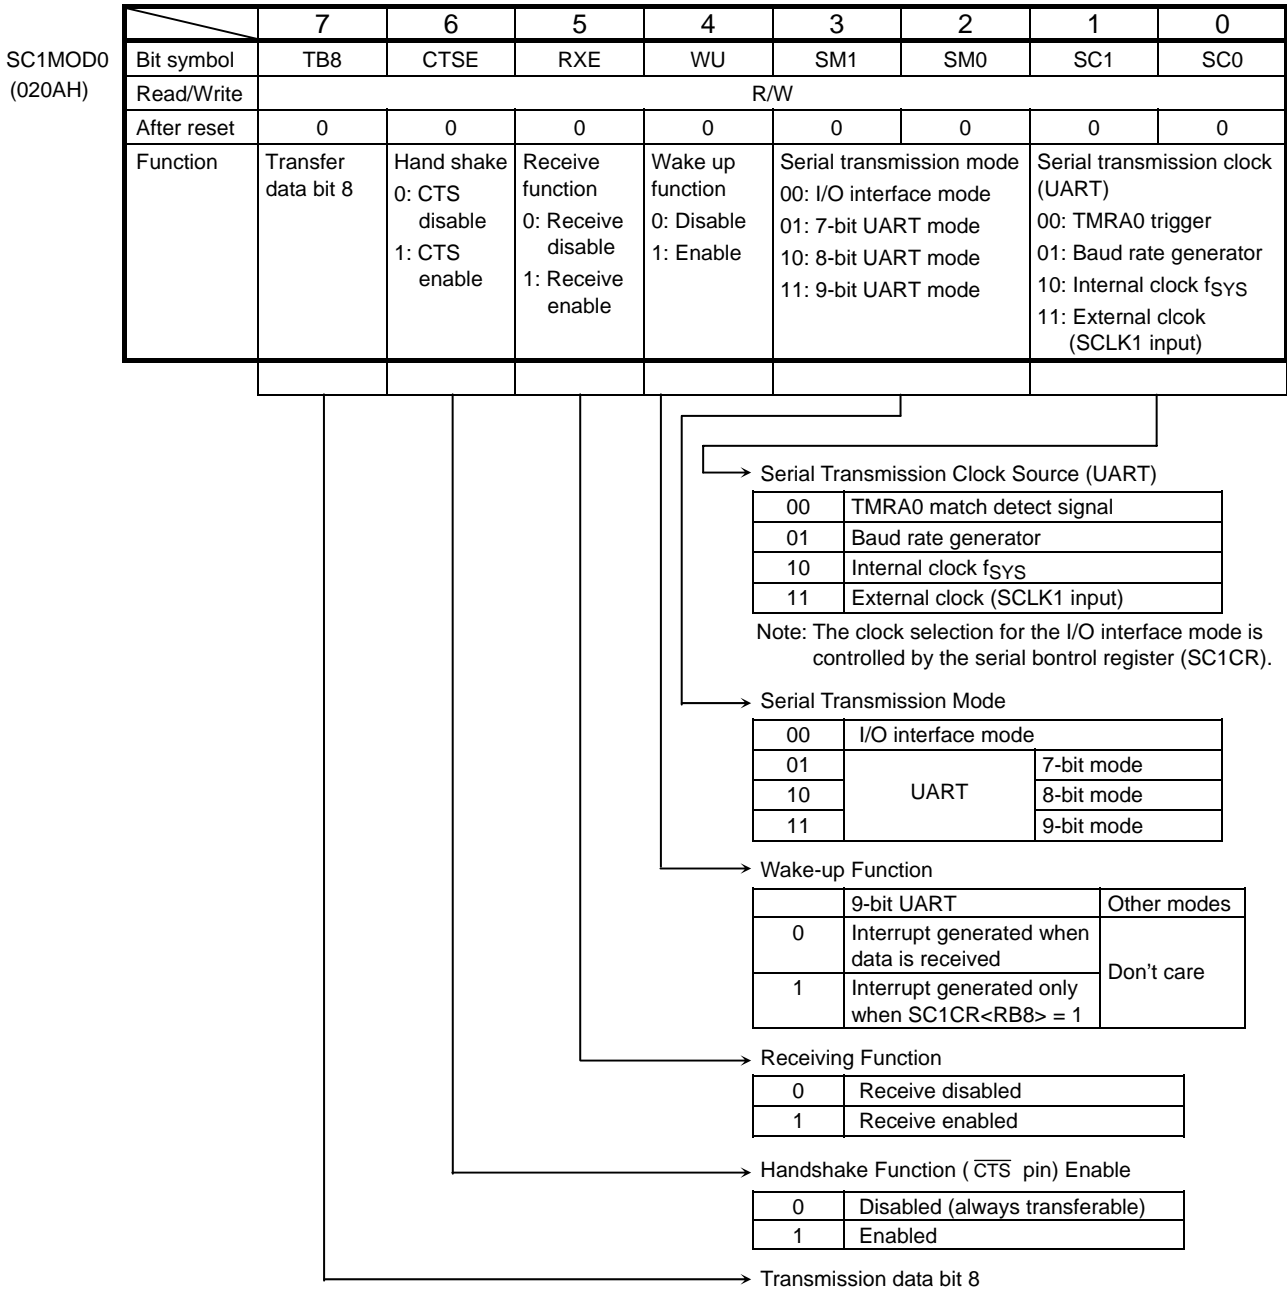 7 6 5 4 3 2 1 0
SC1MOD0 Bit symbol TB8 CTSE RXE WU SM1 SM0 SC1 SC0
(020AH) Read/Write R/W
After reset 0 0 0 0 0 0 0 0
Function
Transfer
data bit 8
Hand shake
0: CTS
disable
1: CTS
enable
Receive
function
0: Receive
disable
1: Receive
enable
Wake up
function
0: Disable
1: Enable
Serial transmission mode
00: I/O interface mode
01: 7-bit UART mode
10: 8-bit UART mode
11: 9-bit UART mode
Serial transmission clock
(UART)
00: TMRA0 trigger
01: Baud rate generator
10: Internal clock fSYS
11: External clcok
(SCLK1 input)
Serial Transmission Clock Source (UART)
00 TMRA0 match detect signal
01 Baud rate generator
10 Internal clock fSYS
11 External clock (SCLK1 input)
Note: The clock selection for the I/O interface mode is
controlled by the serial bontrol register (SC1CR).
Serial Transmission Mode
00 I/O interface mode
01 7-bit mode
10 UART 8-bit mode
11 9-bit mode
Wake-up Function
9-bit UART Other modes
0 Interrupt generated when
data is received
Don't care
1 Interrupt generated only
when SC1CR<RB8> = 1
Receiving Function
0 Receive disabled
1 Receive enabled
Handshake Function ( CTS pin) Enable
0 Disabled (always transferable)
1 Enabled
Transmission data bit 8